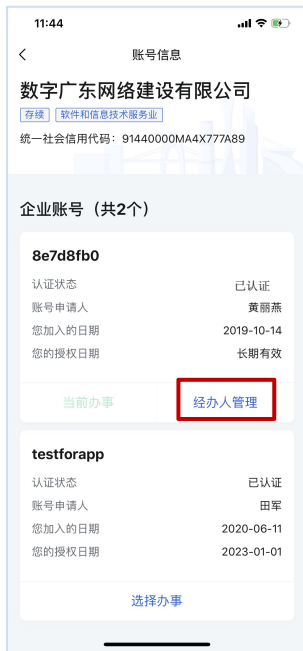 11:44
账号信息
数字广东网络建设有限公司
存续 软件和信息技术服务业
统一社会信用代码：91440000MA4X777A89
企业账号（共2个）
8e7d8fb0
认证状态 已认证
账号申请人 黄丽燕
您加入的日期 2019-10-14
您的授权日期 长期有效
当前办事 经办人管理
testforapp
认证状态 已认证
账号申请人 田军
您加入的日期 2020-06-11
您的授权日期 2023-01-01
选择办事